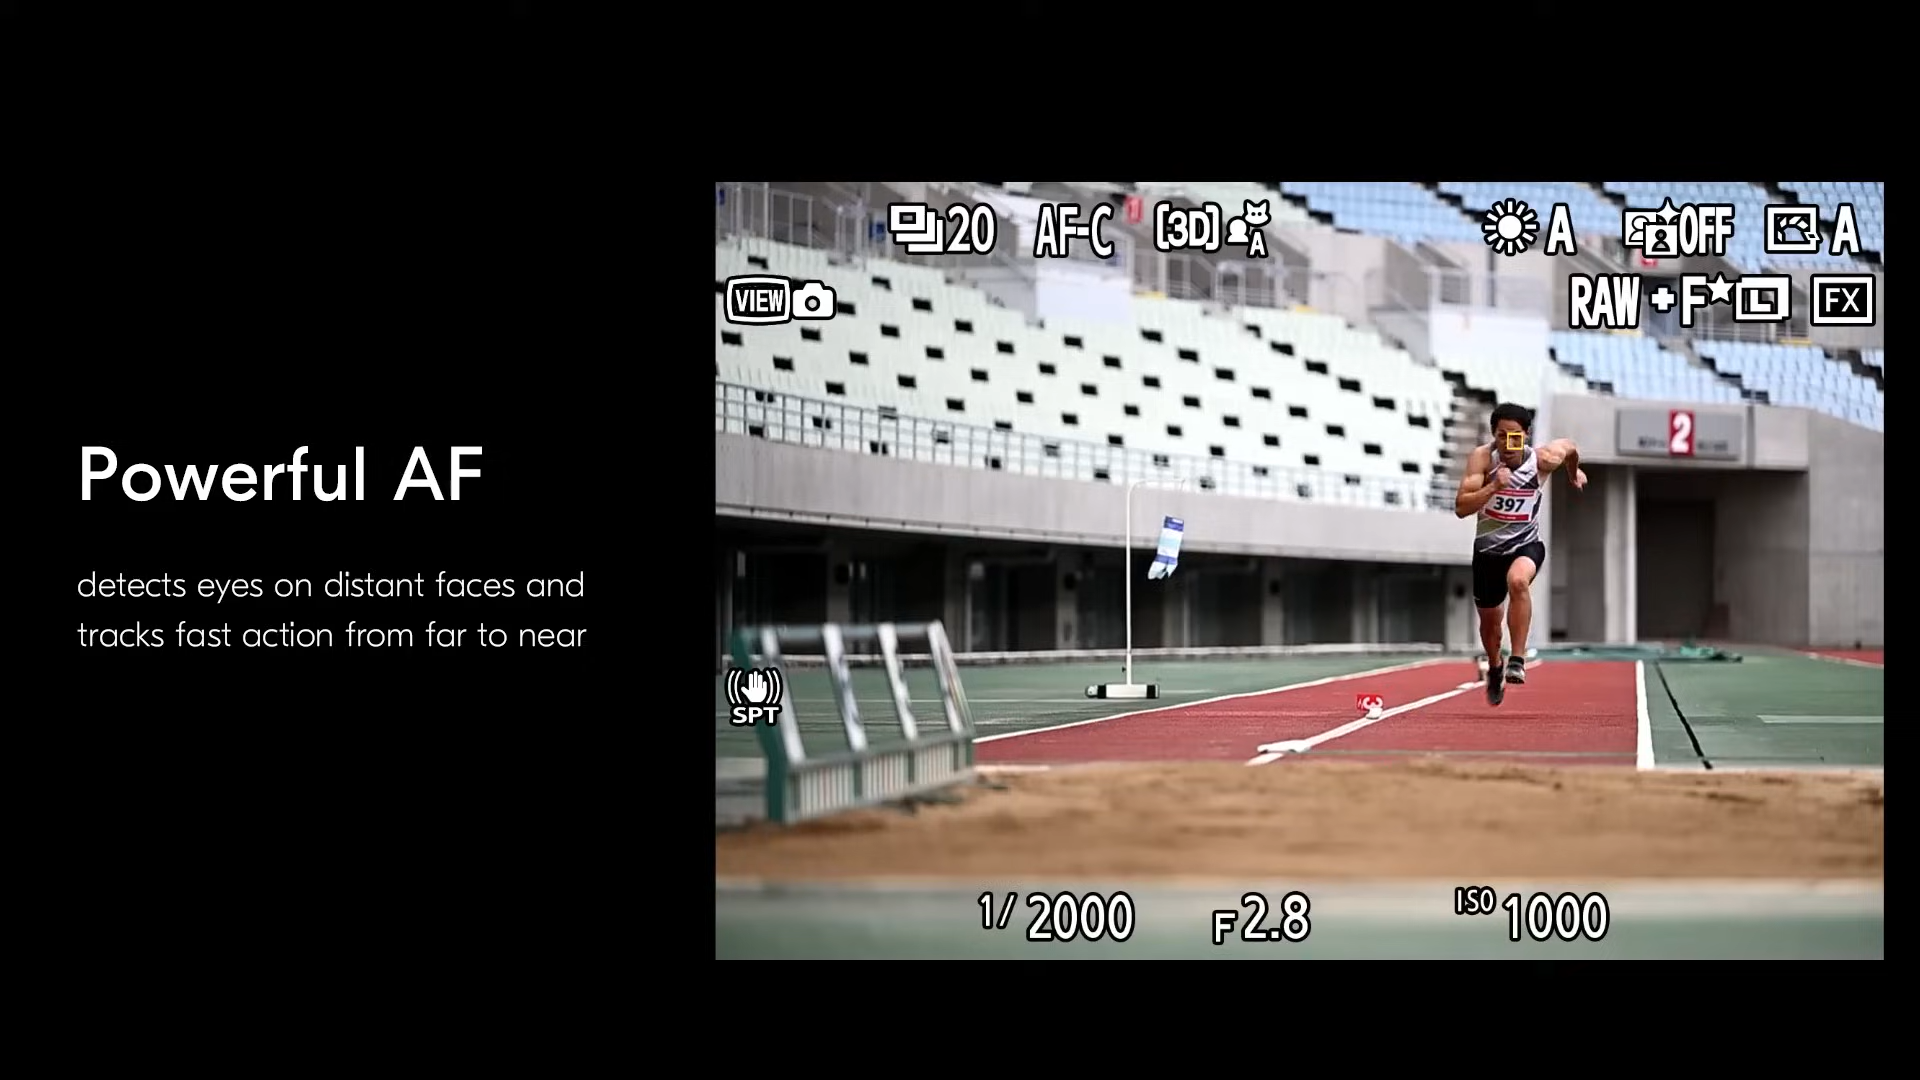 Powerful AF
detects eyes on distant faces and
tracks fast action from far to near
20 AF-C [3D] A
A OFF A
VIEW
RAW + F★ L FX
2
397
SPT
3
1/2000 F2.8 ISO 1000